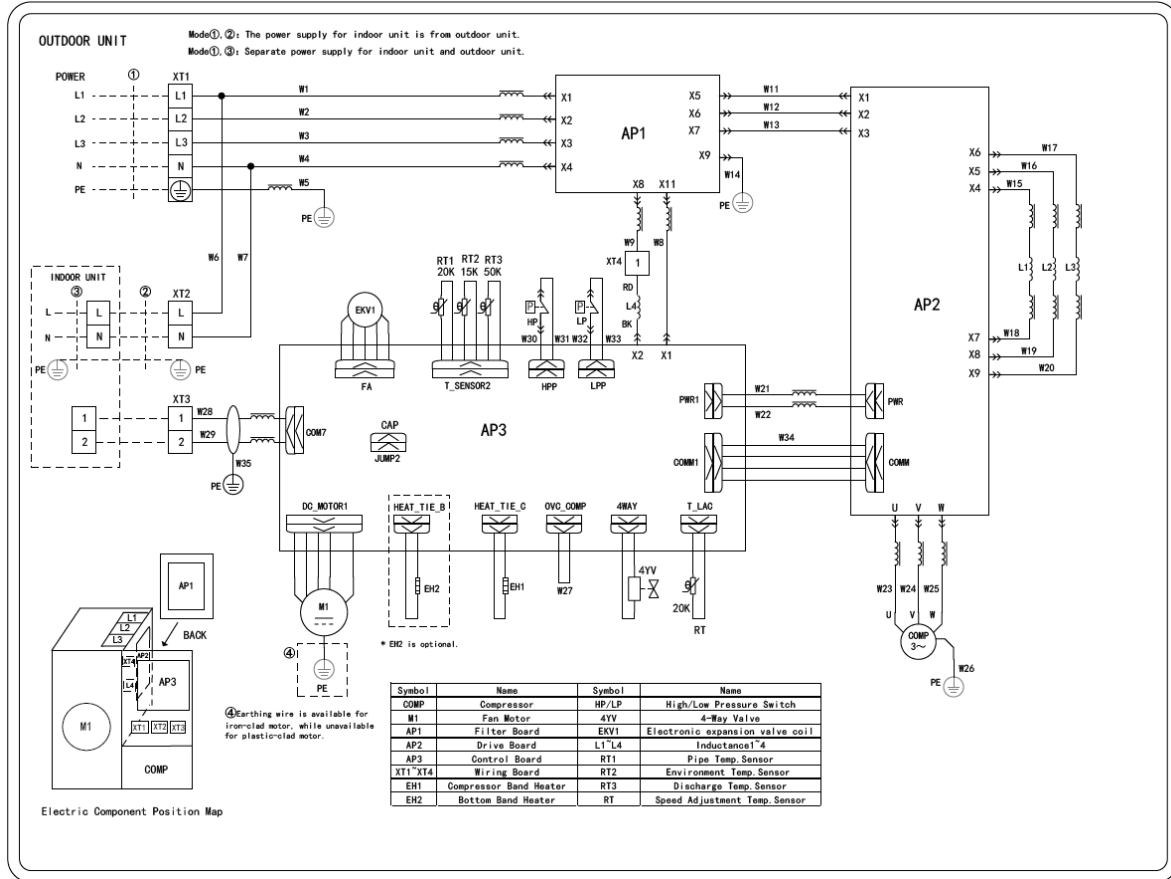 OUTDOOR UNIT
Mode①,②: The power supply for indoor unit is from outdoor unit.
Mode①,③: Separate power supply for indoor unit and outdoor unit.
POWER ① XT1
L1 L1 W1 X1
L2 L2 W2 X2
L3 L3 W3 X3
N N W4 X4
PE W5
PE
AP1
X5 W11 X1
X6 W12 X2
X7 W13 X3
X9
W14
PE
X8 X11
W9 W8
XT4 1
RD
L4
BK
X2 X1
W6 W7
INDOOR UNIT
③ ② XT2
L L L
N N N
PE PE
XT3
1 1 W28
2 2 W29
COM7
W35
PE
EKV1
FA
RT1 RT2 RT3
20K 15K 50K
θ θ θ
T_SENSOR2
P P
HP LP
W30 W31 W32 W33
HPP LPP
AP3
CAP
JUMP2
PWR1 W21 PWR
W22
COMM1 W34 COMM
AP2
X6 W17
X5 W16
X4 W15
L1 L2 L3
X7 W18
X8 W19
X9 W20
U V W
W23 W24 W25
U V W
COMP
3~
W26
PE
DC_MOTOR1 HEAT_TIE_B HEAT_TIE_C OVC_COMP 4WAY T_LAC
M1
EH2
EH1
W27
4YV
θ
20K
RT
④
PE
* EH2 is optional.
④Earthing wire is available for
iron-clad motor, while unavailable
for plastic-clad motor.
AP1
BACK
L1
L2
L3
XT4 AP2
L4
AP3
M1
XT1 XT2 XT3
COMP
Electric Component Position Map
Symbol Name Symbol Name
COMP Compressor HP/LP High/Low Pressure Switch
M1 Fan Motor 4YV 4-Way Valve
AP1 Filter Board EKV1 Electronic expansion valve coil
AP2 Drive Board L1~L4 Inductance1~4
AP3 Control Board RT1 Pipe Temp.Sensor
XT1~XT4 Wiring Board RT2 Environment Temp.Sensor
EH1 Compressor Band Heater RT3 Discharge Temp.Sensor
EH2 Bottom Band Heater RT Speed Adjustment Temp.Sensor